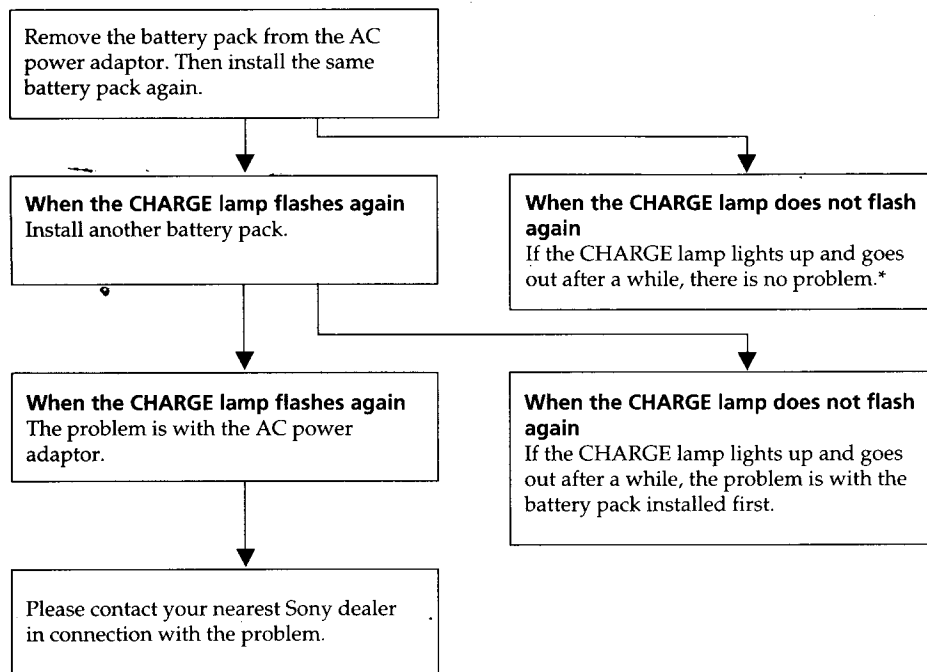 Remove the battery pack from the AC
power adaptor. Then install the same
battery pack again.
When the CHARGE lamp flashes again
Install another battery pack.
When the CHARGE lamp does not flash
again
If the CHARGE lamp lights up and goes
out after a while, there is no problem.*
When the CHARGE lamp flashes again
The problem is with the AC power
adaptor.
When the CHARGE lamp does not flash
again
If the CHARGE lamp lights up and goes
out after a while, the problem is with the
battery pack installed first.
Please contact your nearest Sony dealer
in connection with the problem.